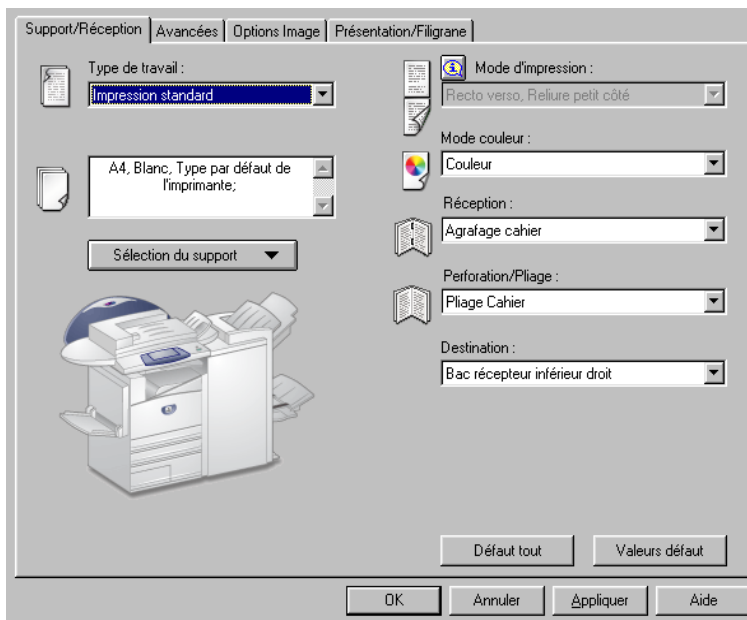 Support/Réception
Avancées
Options Image
Présentation/Filigrane
Type de travail :
Impression standard
A4, Blanc, Type par défaut de
l'imprimante;
Sélection du support
Mode d'impression :
Recto verso, Reliure petit côté
Mode couleur :
Couleur
Réception :
Agrafage cahier
Perforation/Pliage :
Pliage Cahier
Destination :
Bac récepteur inférieur droit
Défaut tout
Valeurs défaut
OK
Annuler
Appliquer
Aide